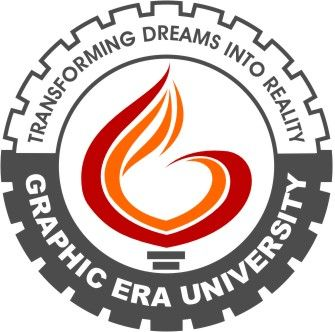 TRANSFORMING DREAMS INTO REALITY
GRAPHIC ERA UNIVERSITY